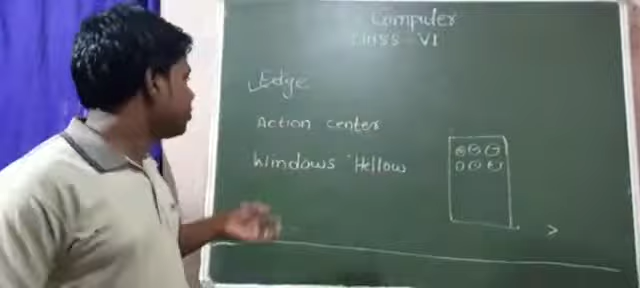 Computer
Class - VI
Edge
Action center
Windows Hellow